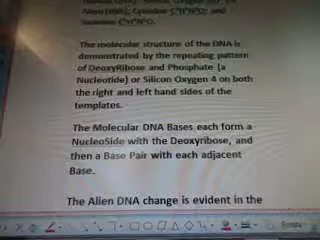 The molecular structure of the DNA is
demonstrated by the repeating pattern
of DeoxyRibose and Phosphate (a
Nucleotide) or Silicon Oxygen 4 on both
the right and left hand sides of the
templates.
The Molecular DNA Bases each form a
NucleoSide with the Deoxyribose, and
then a Base Pair with each adjacent
Base.
The Alien DNA change is evident in the